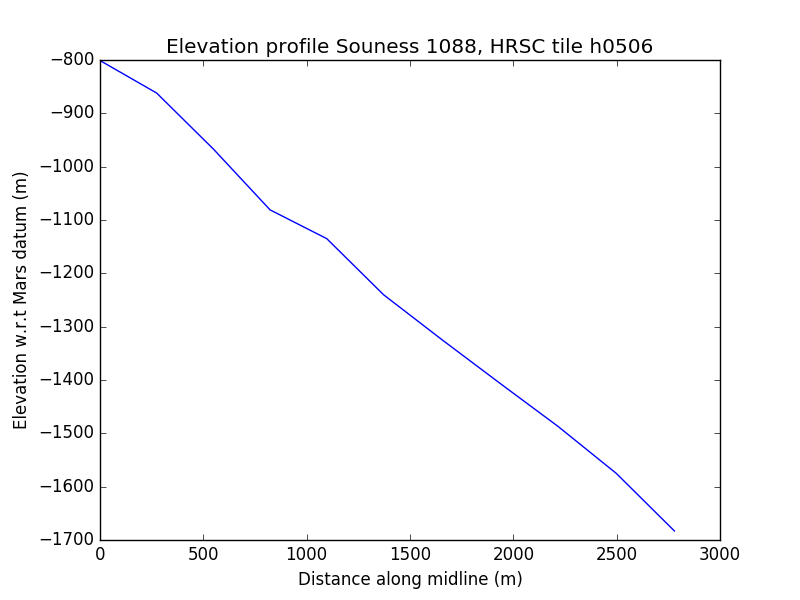 Elevation profile Souness 1088, HRSC tile h0506
−800
−900
−1000
−1100
−1200
−1300
−1400
−1500
−1600
−1700
Elevation w.r.t Mars datum (m)
0 500 1000 1500 2000 2500 3000
Distance along midline (m)